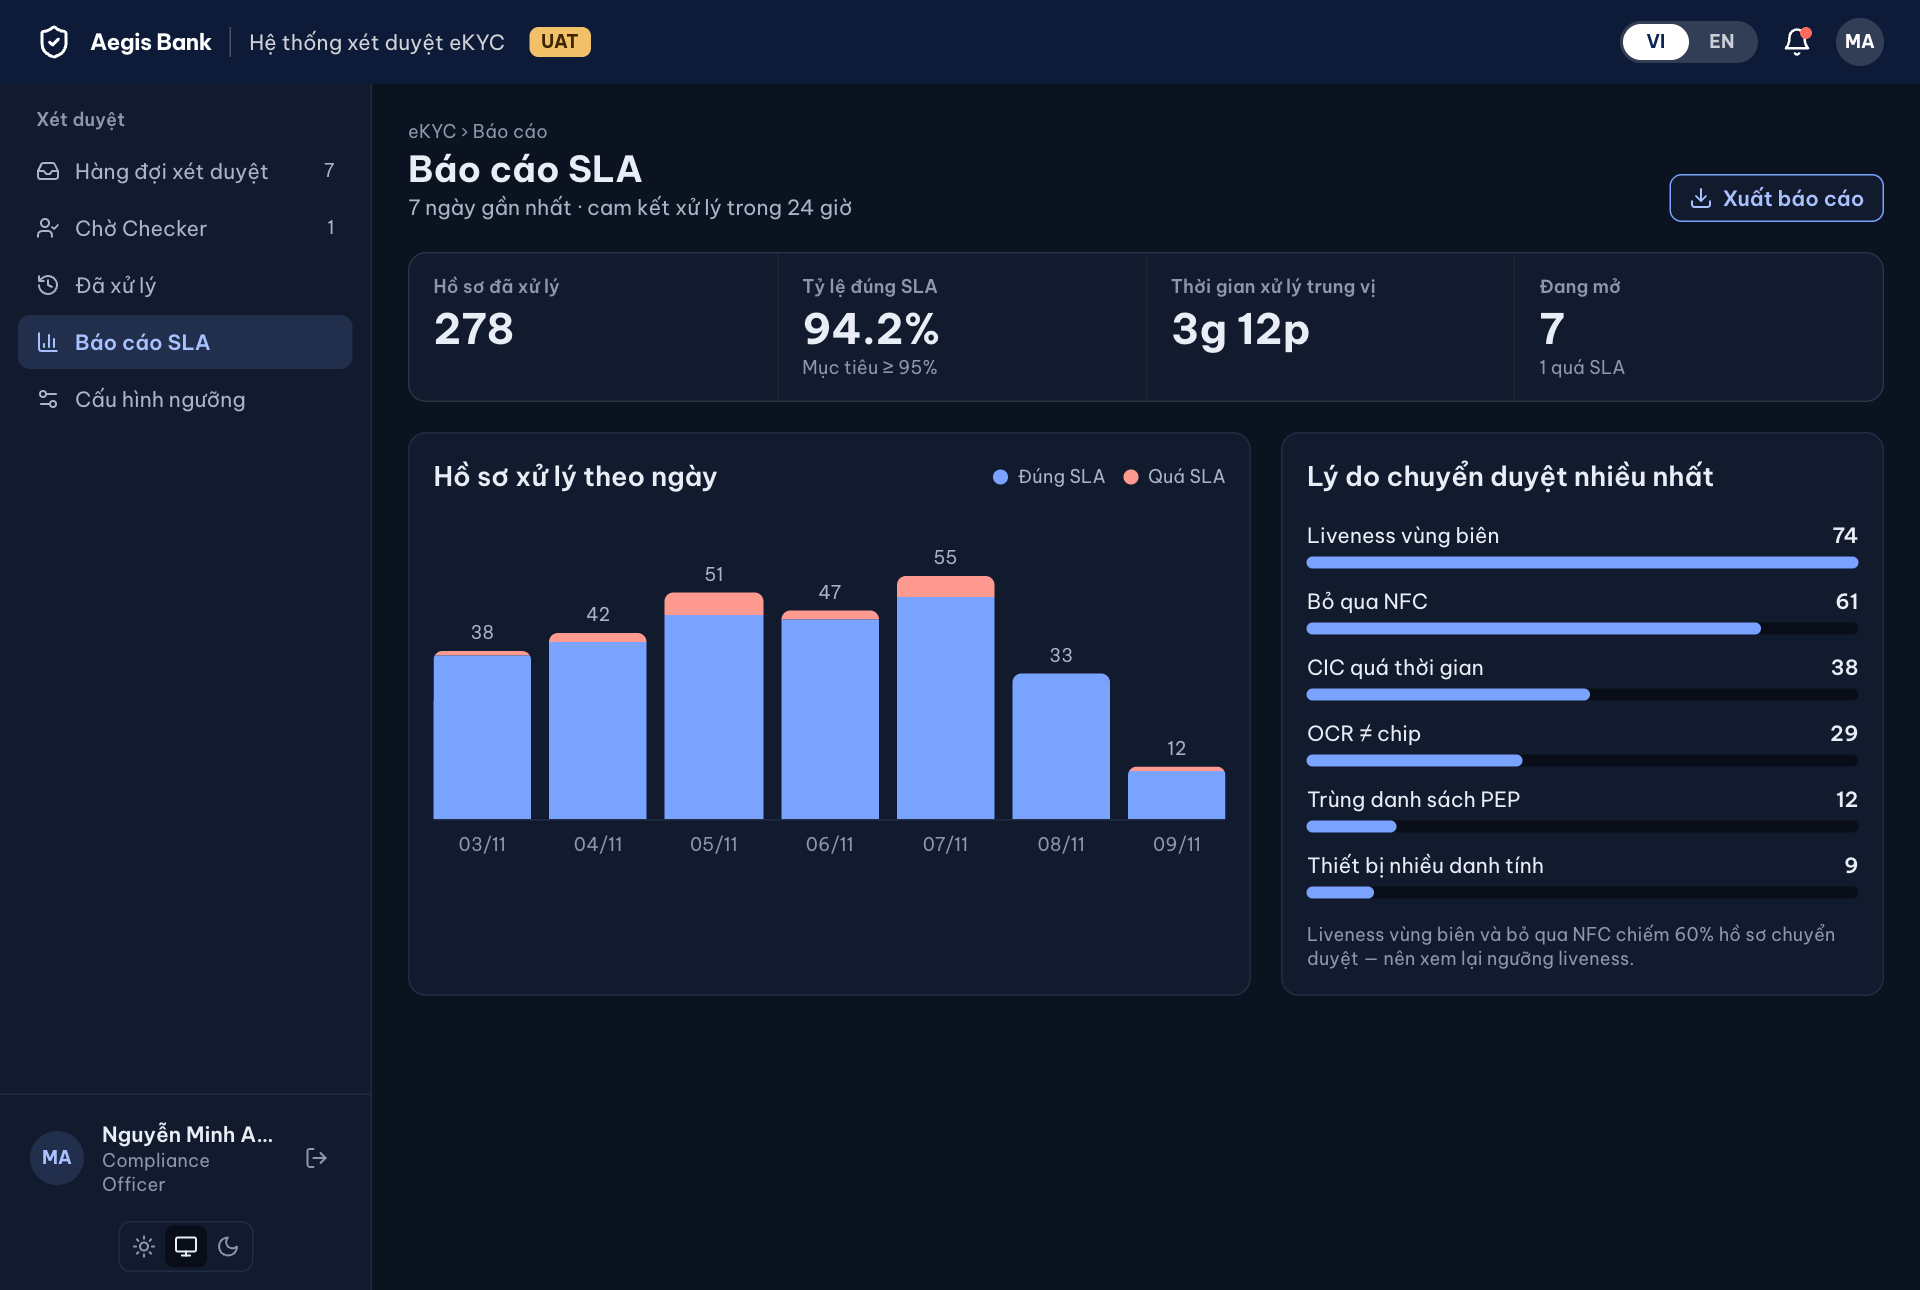 Aegis Bank
Hệ thống xét duyệt eKYC
UAT
VI
EN
MA
Xét duyệt
Hàng đợi xét duyệt 7
Chờ Checker 1
Đã xử lý
Báo cáo SLA
Cấu hình ngưỡng
Nguyễn Minh A...
MA
Compliance
Officer
eKYC › Báo cáo
Báo cáo SLA
7 ngày gần nhất · cam kết xử lý trong 24 giờ
Xuất báo cáo
Hồ sơ đã xử lý
278
Tỷ lệ đúng SLA
94.2%
Mục tiêu ≥ 95%
Thời gian xử lý trung vị
3g 12p
Đang mở
7
1 quá SLA
Hồ sơ xử lý theo ngày
Đúng SLA
Quá SLA
38
42
51
47
55
33
12
03/11
04/11
05/11
06/11
07/11
08/11
09/11
Lý do chuyển duyệt nhiều nhất
Liveness vùng biên 74
Bỏ qua NFC 61
CIC quá thời gian 38
OCR ≠ chip 29
Trùng danh sách PEP 12
Thiết bị nhiều danh tính 9
Liveness vùng biên và bỏ qua NFC chiếm 60% hồ sơ chuyển
duyệt — nên xem lại ngưỡng liveness.